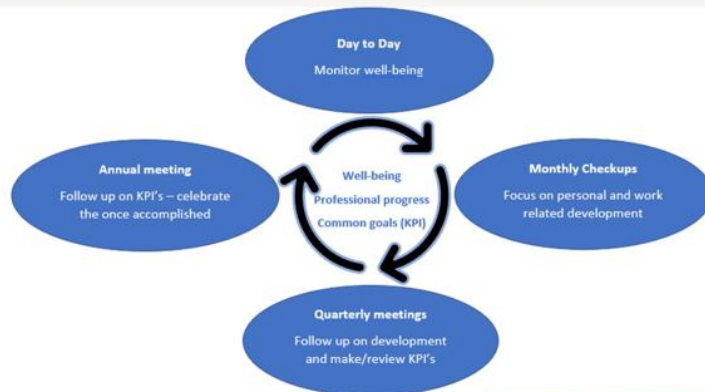 Day to Day
Monitor well-being
Annual meeting
Follow up on KPI's – celebrate
the once accomplished
Well-being
Professional progress
Common goals (KPI)
Monthly Checkups
Focus on personal and work
related development
Quarterly meetings
Follow up on development
and make/review KPI's